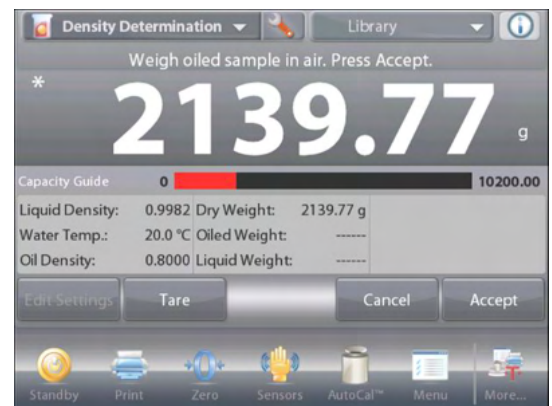 Density Determination Library
Weigh oiled sample in air. Press Accept.
* 2139.77 g
Capacity Guide 0 10200.00
Liquid Density: 0.9982 Dry Weight: 2139.77 g
Water Temp.: 20.0 °C Oiled Weight: ------
Oil Density: 0.8000 Liquid Weight: ------
Edit Settings Tare Cancel Accept
Standby Print Zero Sensors AutoCal™ Menu More...